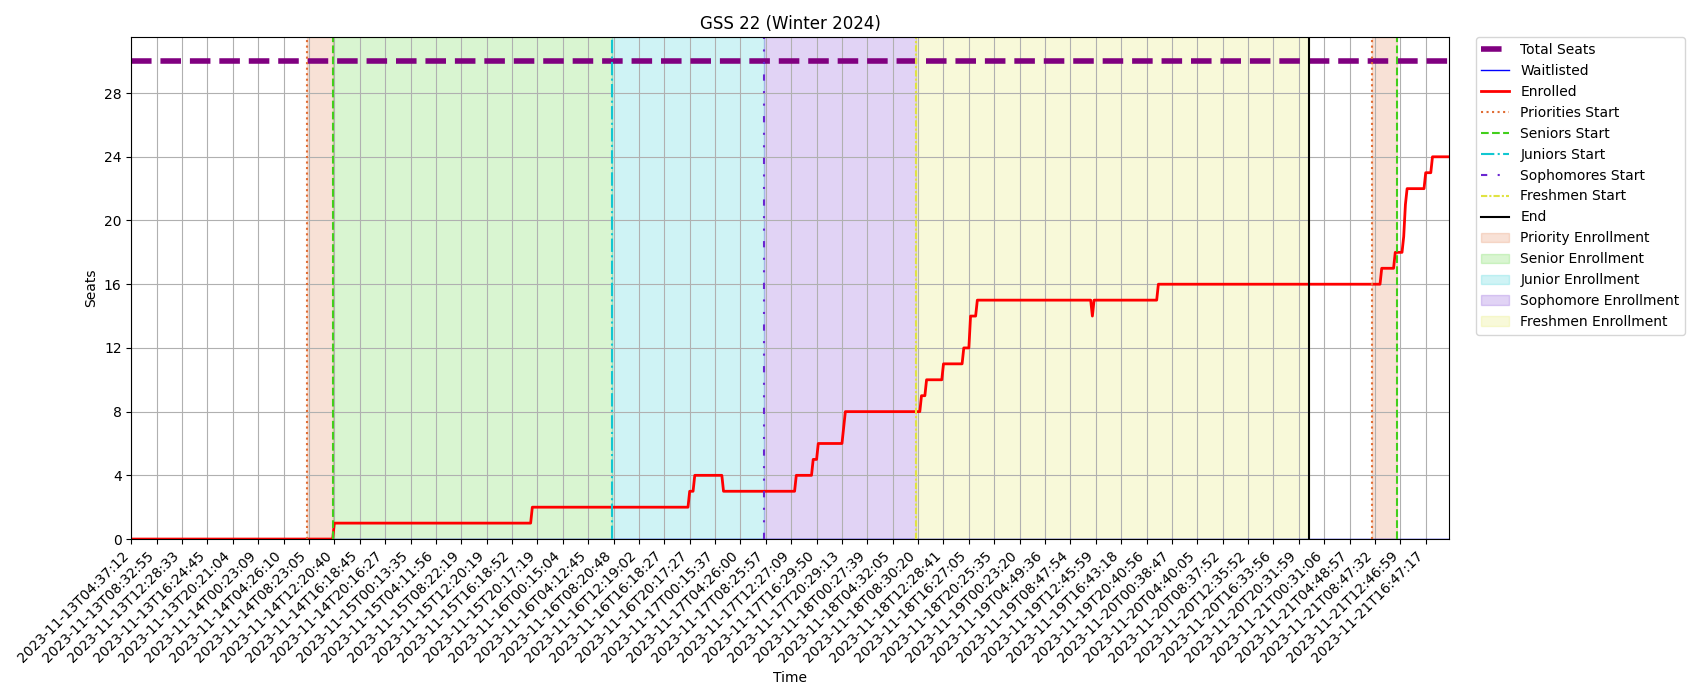 GSS 22 (Winter 2024)
Seats
28
24
20
16
12
8
4
0
2023-11-13T04:37:12
2023-11-13T08:32:55
2023-11-13T12:28:33
2023-11-13T16:24:45
2023-11-13T20:21:04
2023-11-14T00:23:09
2023-11-14T04:26:10
2023-11-14T08:23:05
2023-11-14T12:20:40
2023-11-14T16:18:45
2023-11-14T20:16:27
2023-11-15T00:13:35
2023-11-15T04:11:56
2023-11-15T08:22:19
2023-11-15T12:20:19
2023-11-15T16:18:52
2023-11-15T20:17:19
2023-11-16T00:15:04
2023-11-16T04:12:45
2023-11-16T08:20:48
2023-11-16T12:19:02
2023-11-16T16:18:27
2023-11-16T20:17:27
2023-11-17T00:15:37
2023-11-17T04:26:00
2023-11-17T08:25:57
2023-11-17T12:27:09
2023-11-17T16:29:50
2023-11-17T20:29:13
2023-11-18T00:27:39
2023-11-18T04:32:05
2023-11-18T08:30:20
2023-11-18T12:28:41
2023-11-18T16:27:05
2023-11-18T20:25:35
2023-11-19T00:23:20
2023-11-19T04:49:36
2023-11-19T08:47:54
2023-11-19T12:45:59
2023-11-19T16:43:18
2023-11-19T20:40:56
2023-11-20T00:38:47
2023-11-20T04:40:05
2023-11-20T08:37:52
2023-11-20T12:35:52
2023-11-20T16:33:56
2023-11-20T20:31:59
2023-11-21T00:31:06
2023-11-21T04:48:57
2023-11-21T08:47:32
2023-11-21T12:46:59
2023-11-21T16:47:17
Time
Total Seats
Waitlisted
Enrolled
Priorities Start
Seniors Start
Juniors Start
Sophomores Start
Freshmen Start
End
Priority Enrollment
Senior Enrollment
Junior Enrollment
Sophomore Enrollment
Freshmen Enrollment